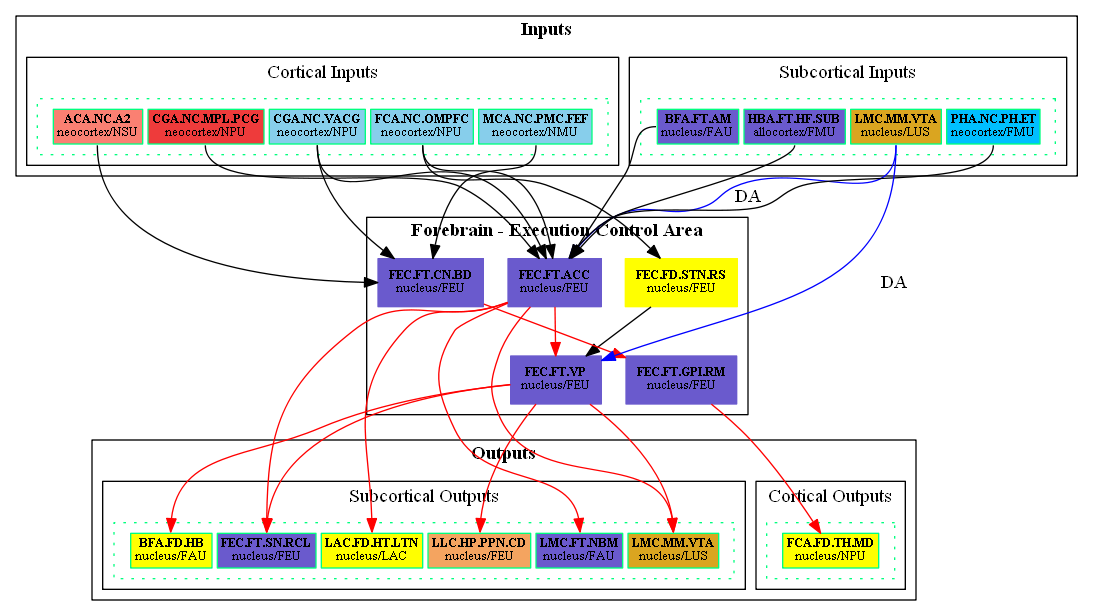 Inputs
Cortical Inputs
Subcortical Inputs
ACA.NC.A2
neocortex/NSU
CGA.NC.MPL.PCG
neocortex/NPU
CGA.NC.VACG
neocortex/NPU
FCA.NC.OMPFC
neocortex/NPU
MCA.NC.PMC.FEF
neocortex/NMU
BFA.FT.AM
nucleus/FAU
HBA.FT.HF.SUB
allocortex/FMU
LMC.MM.VTA
nucleus/LUS
PHA.NC.PH.ET
neocortex/FMU
DA
Forebrain - Execution Control Area
FEC.FT.CN.BD
nucleus/FEU
FEC.FT.ACC
nucleus/FEU
FEC.FD.STN.RS
nucleus/FEU
DA
FEC.FT.VP
nucleus/FEU
FEC.FT.GPI.RM
nucleus/FEU
Outputs
Subcortical Outputs
Cortical Outputs
BFA.FD.HB
nucleus/FAU
FEC.FT.SN.RCL
nucleus/FEU
LAC.FD.HT.LTN
nucleus/LAC
LLC.HP.PPN.CD
nucleus/FEU
LMC.FT.NBM
nucleus/FAU
LMC.MM.VTA
nucleus/LUS
FCA.FD.TH.MD
nucleus/NPU